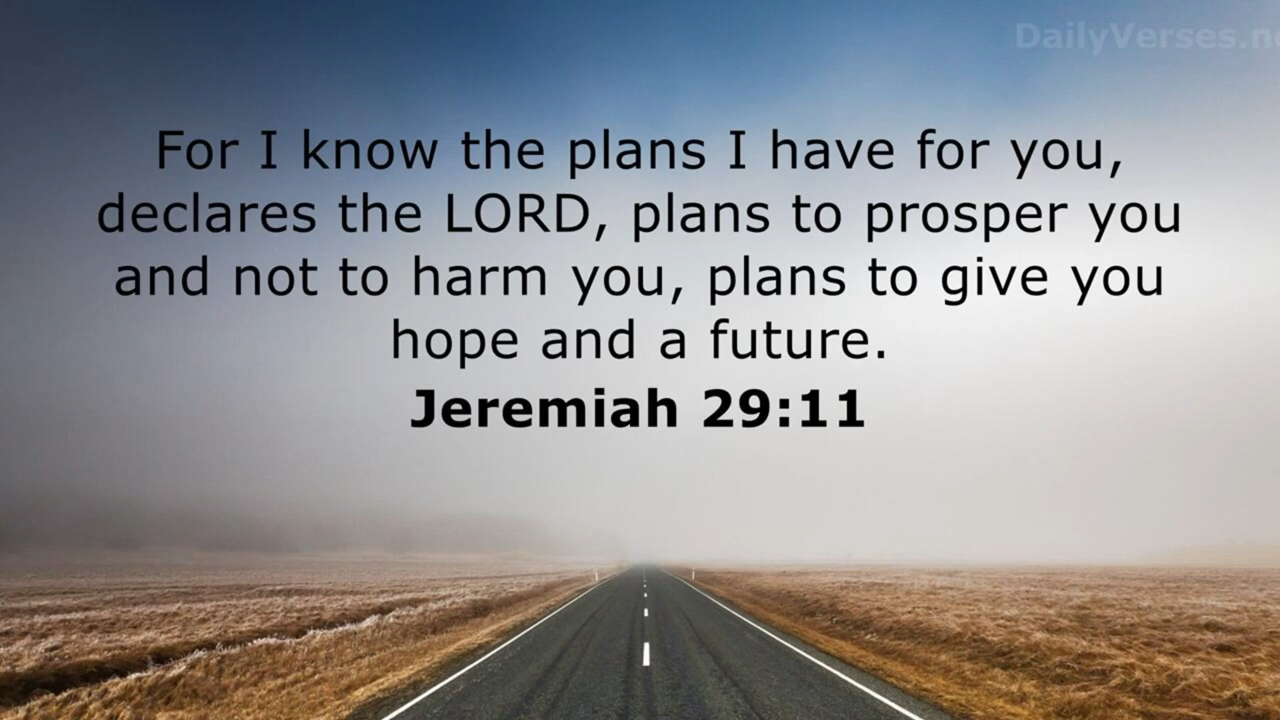 DailyVerses.n
For I know the plans I have for you,
declares the LORD, plans to prosper you
and not to harm you, plans to give you
hope and a future.
Jeremiah 29:11